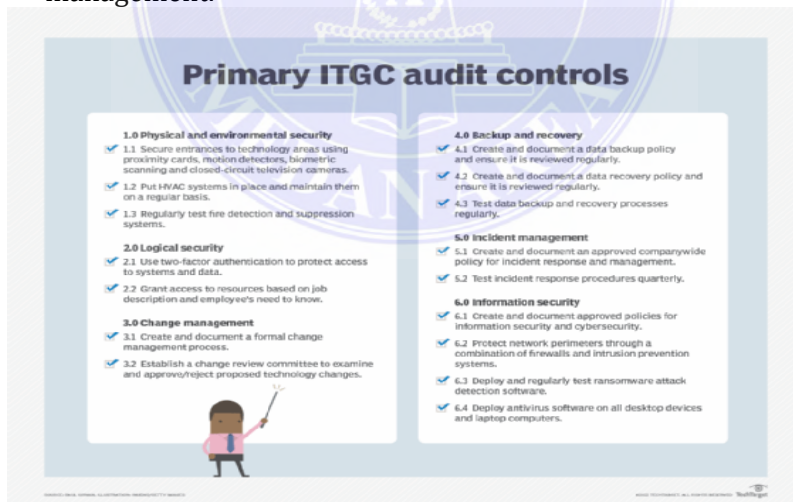 management.
Primary ITGC audit controls
1.0 Physical and environmental security
1.1 Secure entrances to technology areas using
proximity cards, motion detectors, biometric
scanning and closed-circuit television cameras.
1.2 Put HVAC systems in place and maintain them
on a regular basis.
1.3 Regularly test fire detection and suppression
systems.
2.0 Logical security
2.1 Use two-factor authentication to protect access
to systems and data.
2.2 Grant access to resources based on job
description and employee's need to know.
3.0 Change management
3.1 Create and document a formal change
management process.
3.2 Establish a change review committee to examine
and approve/reject proposed technology changes.
4.0 Backup and recovery
4.1 Create and document a data backup policy
and ensure it is reviewed regularly.
4.2 Create and document a data recovery policy and
ensure it is reviewed regularly.
4.3 Test data backup and recovery processes
regularly.
5.0 Incident management
5.1 Create and document an approved companywide
policy for incident response and management.
5.2 Test incident response procedures quarterly.
6.0 Information security
6.1 Create and document approved policies for
information security and cybersecurity.
6.2 Protect network perimeters through a
combination of firewalls and intrusion prevention
systems.
6.3 Deploy and regularly test ransomware attack
detection software.
6.4 Deploy antivirus software on all desktop devices
and laptop computers.
TechTarget